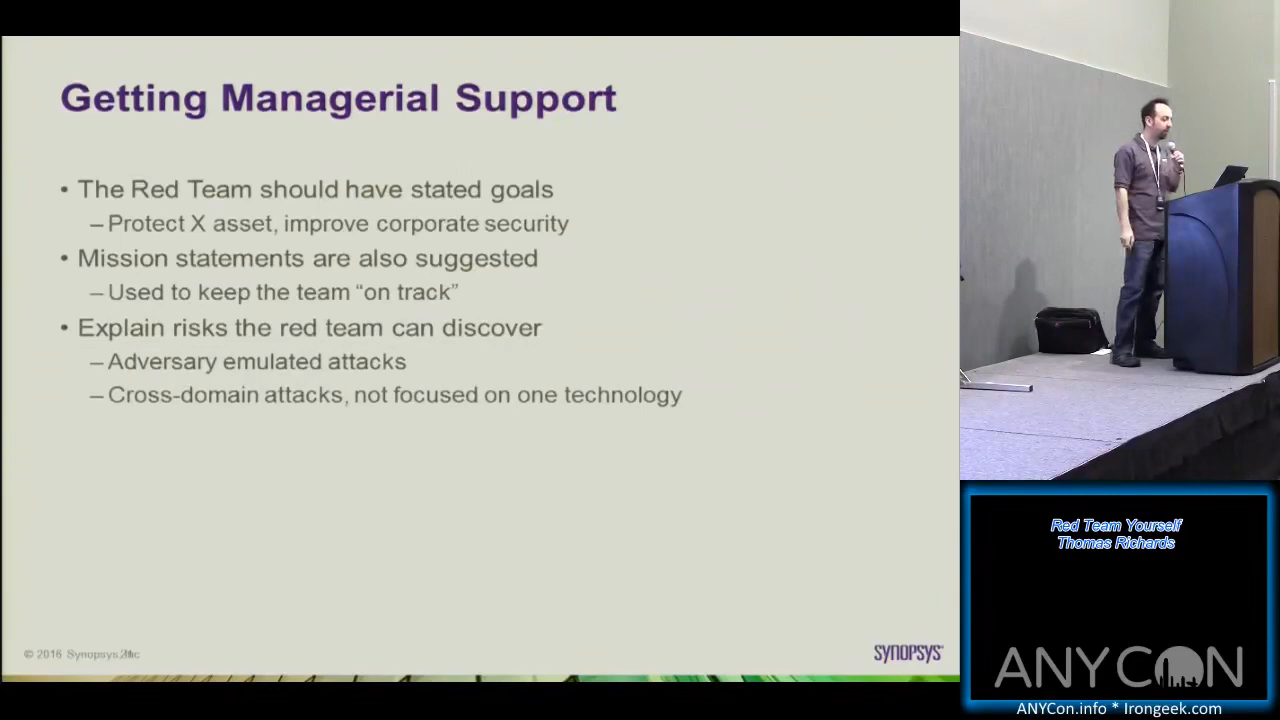 Getting Managerial Support
• The Red Team should have stated goals
– Protect X asset, improve corporate security
• Mission statements are also suggested
– Used to keep the team “on track”
• Explain risks the red team can discover
– Adversary emulated attacks
– Cross-domain attacks, not focused on one technology
© 2016 Synopsys,
SYNOPSYS
Red Team Yourself
Thomas Richards
ANYCON
ANYCon.info * Irongeek.com